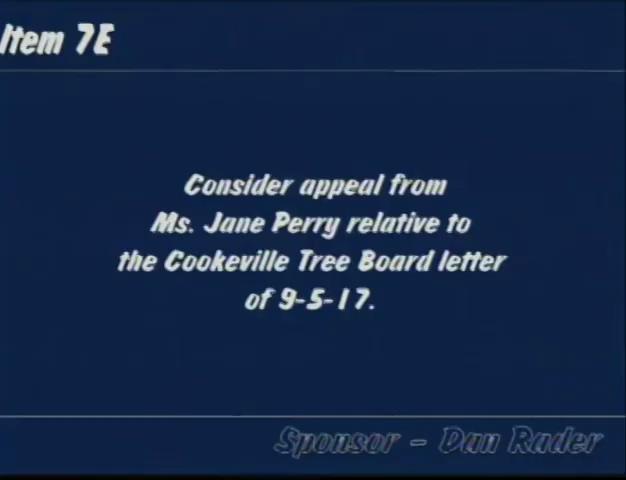 Item 7E
Consider appeal from
Ms. Jane Perry relative to
the Cookeville Tree Board letter
of 9-5-17.
Sponsor - Dan Rader